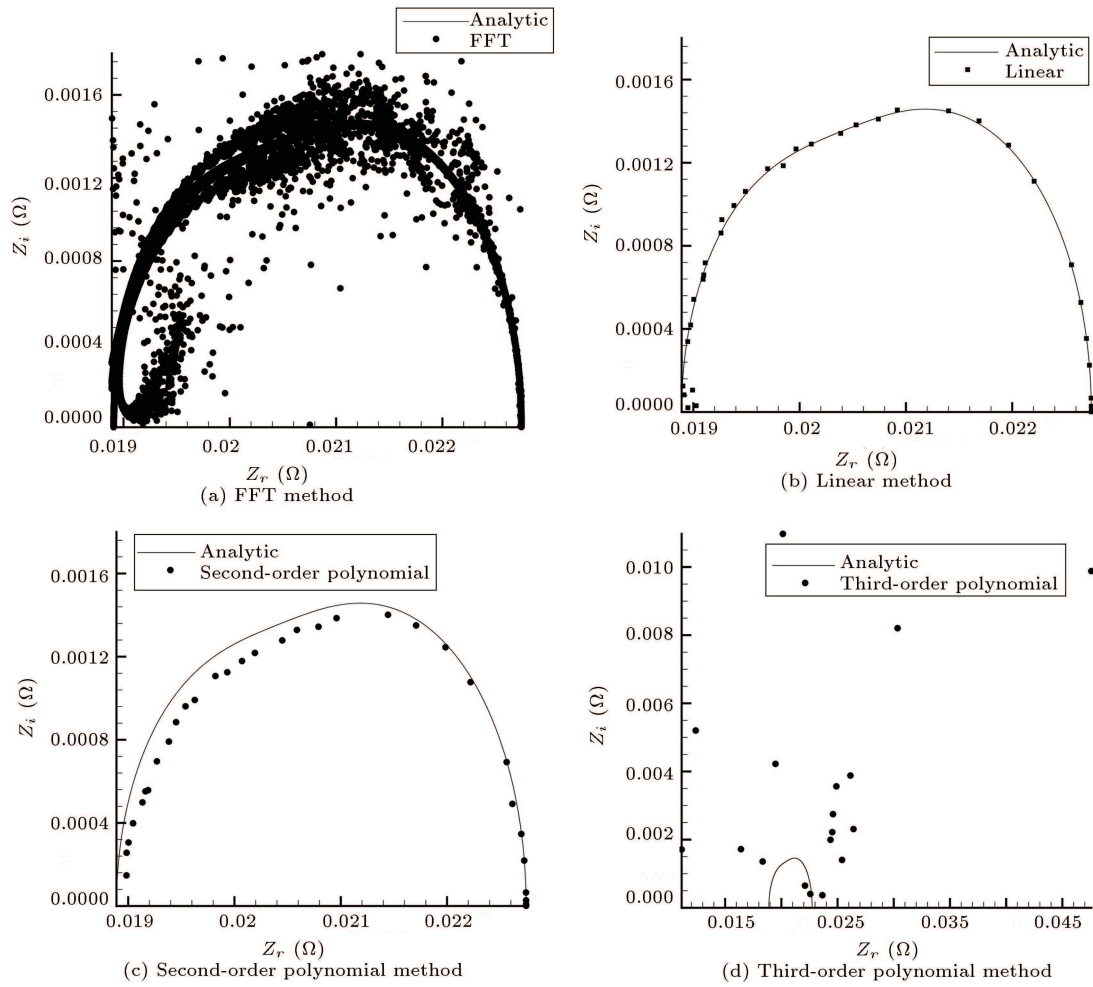 Analytic
FFT
0.0016
0.0012
0.0008
0.0004
0.0000
Z_i (Ω)
0.019
0.02
0.021
0.022
Z_r (Ω)
(a) FFT method
Analytic
Linear
0.0016
0.0012
0.0008
0.0004
0.0000
Z_i (Ω)
0.019
0.02
0.021
0.022
Z_r (Ω)
(b) Linear method
Analytic
Second-order polynomial
0.0016
0.0012
0.0008
0.0004
0.0000
Z_i (Ω)
0.019
0.02
0.021
0.022
Z_r (Ω)
(c) Second-order polynomial method
Analytic
Third-order polynomial
0.010
0.008
0.006
0.004
0.002
0.000
Z_i (Ω)
0.015
0.025
0.035
0.045
Z_r (Ω)
(d) Third-order polynomial method